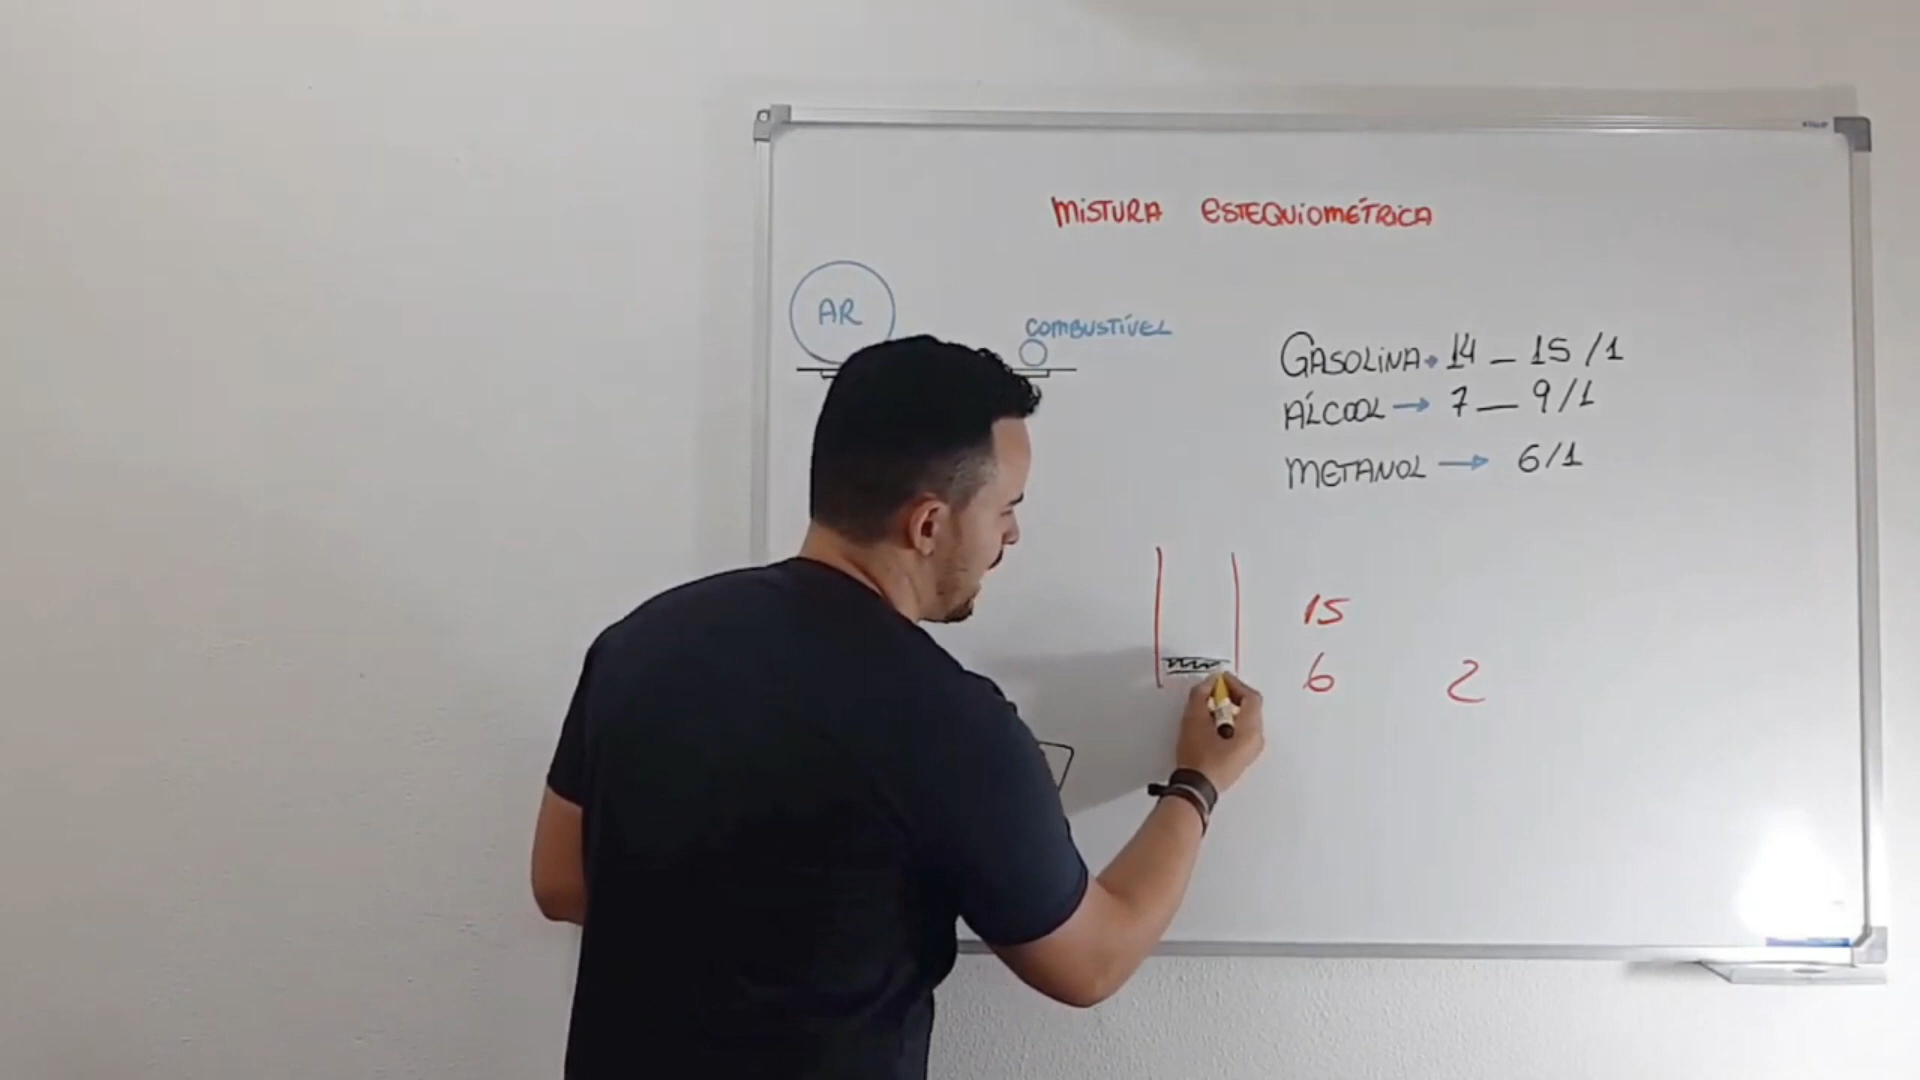 MISTURA ESTEQUIOMÉTRICA
AR
COMBUSTÍVEL
GASOLINA → 14 — 15/1
ÁLCOOL → 7 — 9/1
METANOL → 6/1
15
6 2